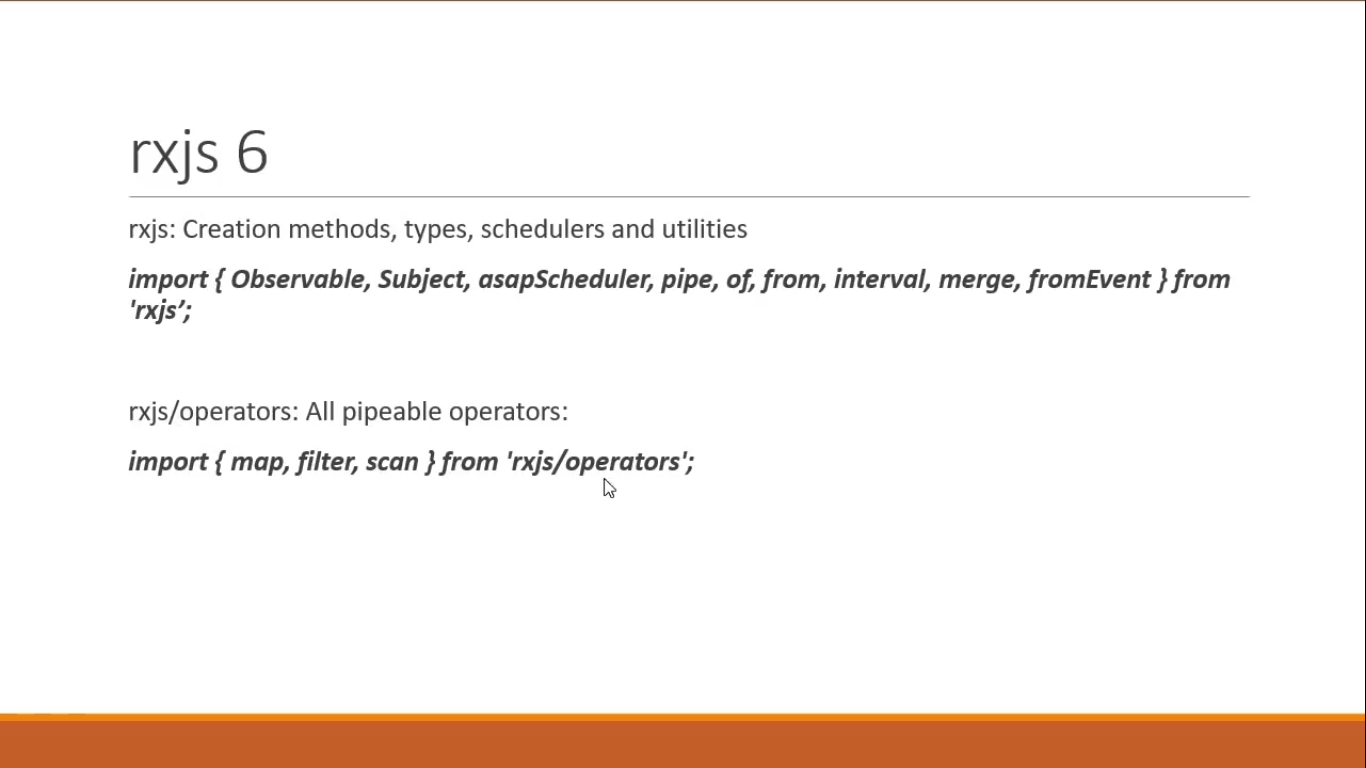 rxjs 6
rxjs: Creation methods, types, schedulers and utilities
import { Observable, Subject, asapScheduler, pipe, of, from, interval, merge, fromEvent } from
'rxjs’;
rxjs/operators: All pipeable operators:
import { map, filter, scan } from 'rxjs/operators';